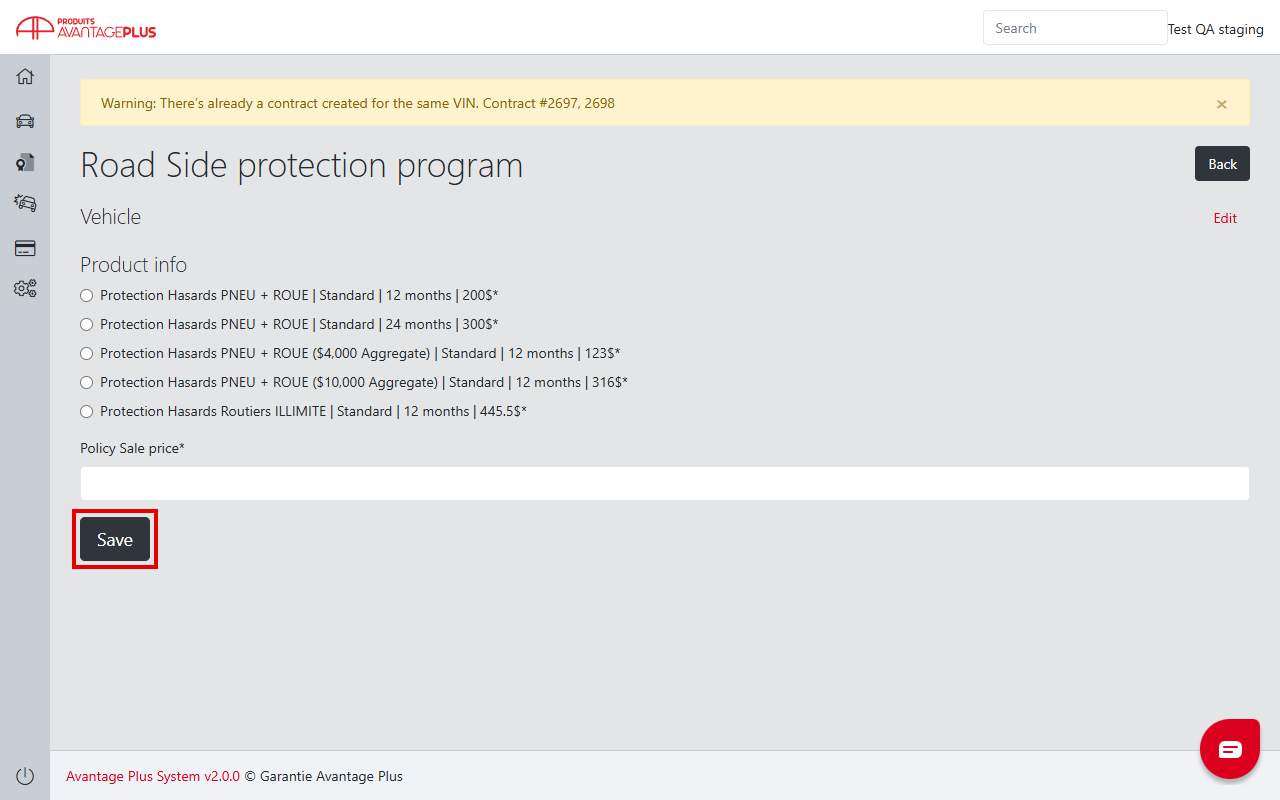 PRODUITS
AVANTAGEPLUS
Search
Test QA staging
Warning: There's already a contract created for the same VIN. Contract #2697, 2698
×
Road Side protection program
Back
Vehicle
Edit
Product info
Protection Hasards PNEU + ROUE | Standard | 12 months | 200$*
Protection Hasards PNEU + ROUE | Standard | 24 months | 300$*
Protection Hasards PNEU + ROUE ($4,000 Aggregate) | Standard | 12 months | 123$*
Protection Hasards PNEU + ROUE ($10,000 Aggregate) | Standard | 12 months | 316$*
Protection Hasards Routiers ILLIMITE | Standard | 12 months | 445.5$*
Policy Sale price*
Save
Avantage Plus System v2.0.0 © Garantie Avantage Plus